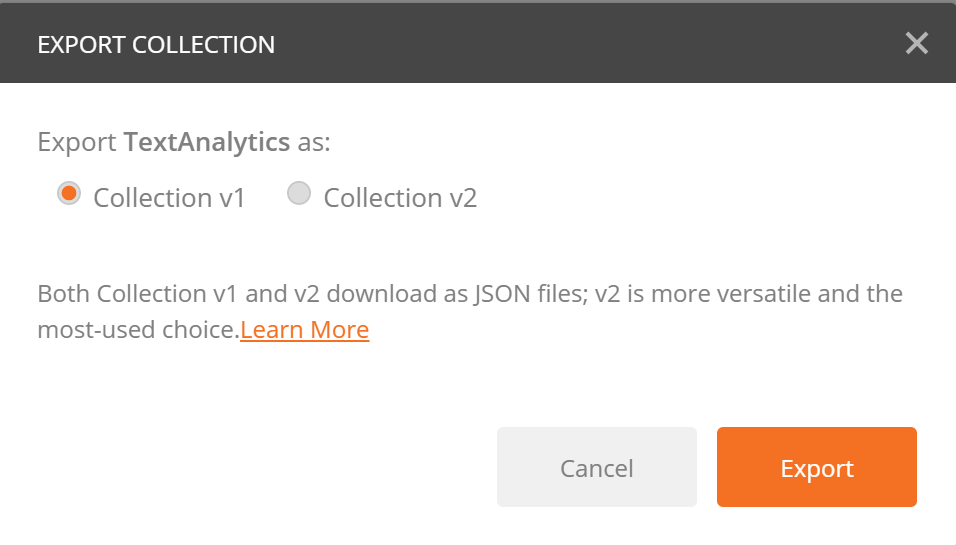 EXPORT COLLECTION
Export TextAnalytics as:
Collection v1 Collection v2
Both Collection v1 and v2 download as JSON files; v2 is more versatile and the
most-used choice.Learn More
Cancel Export